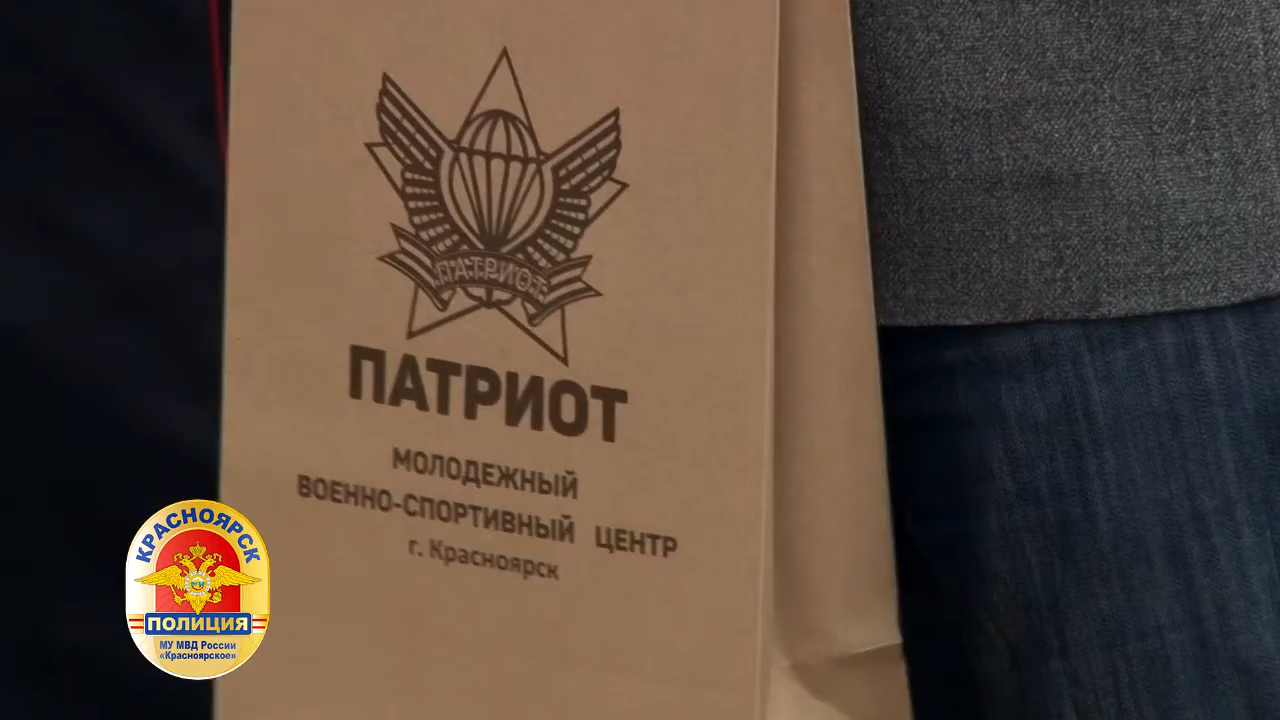 ПАТРИОТ
ПАТРИОТ
МОЛОДЕЖНЫЙ
ВОЕННО-СПОРТИВНЫЙ ЦЕНТР
г. Красноярск
КРАСНОЯРСК
ПОЛИЦИЯ
МУ МВД России
«Красноярское»